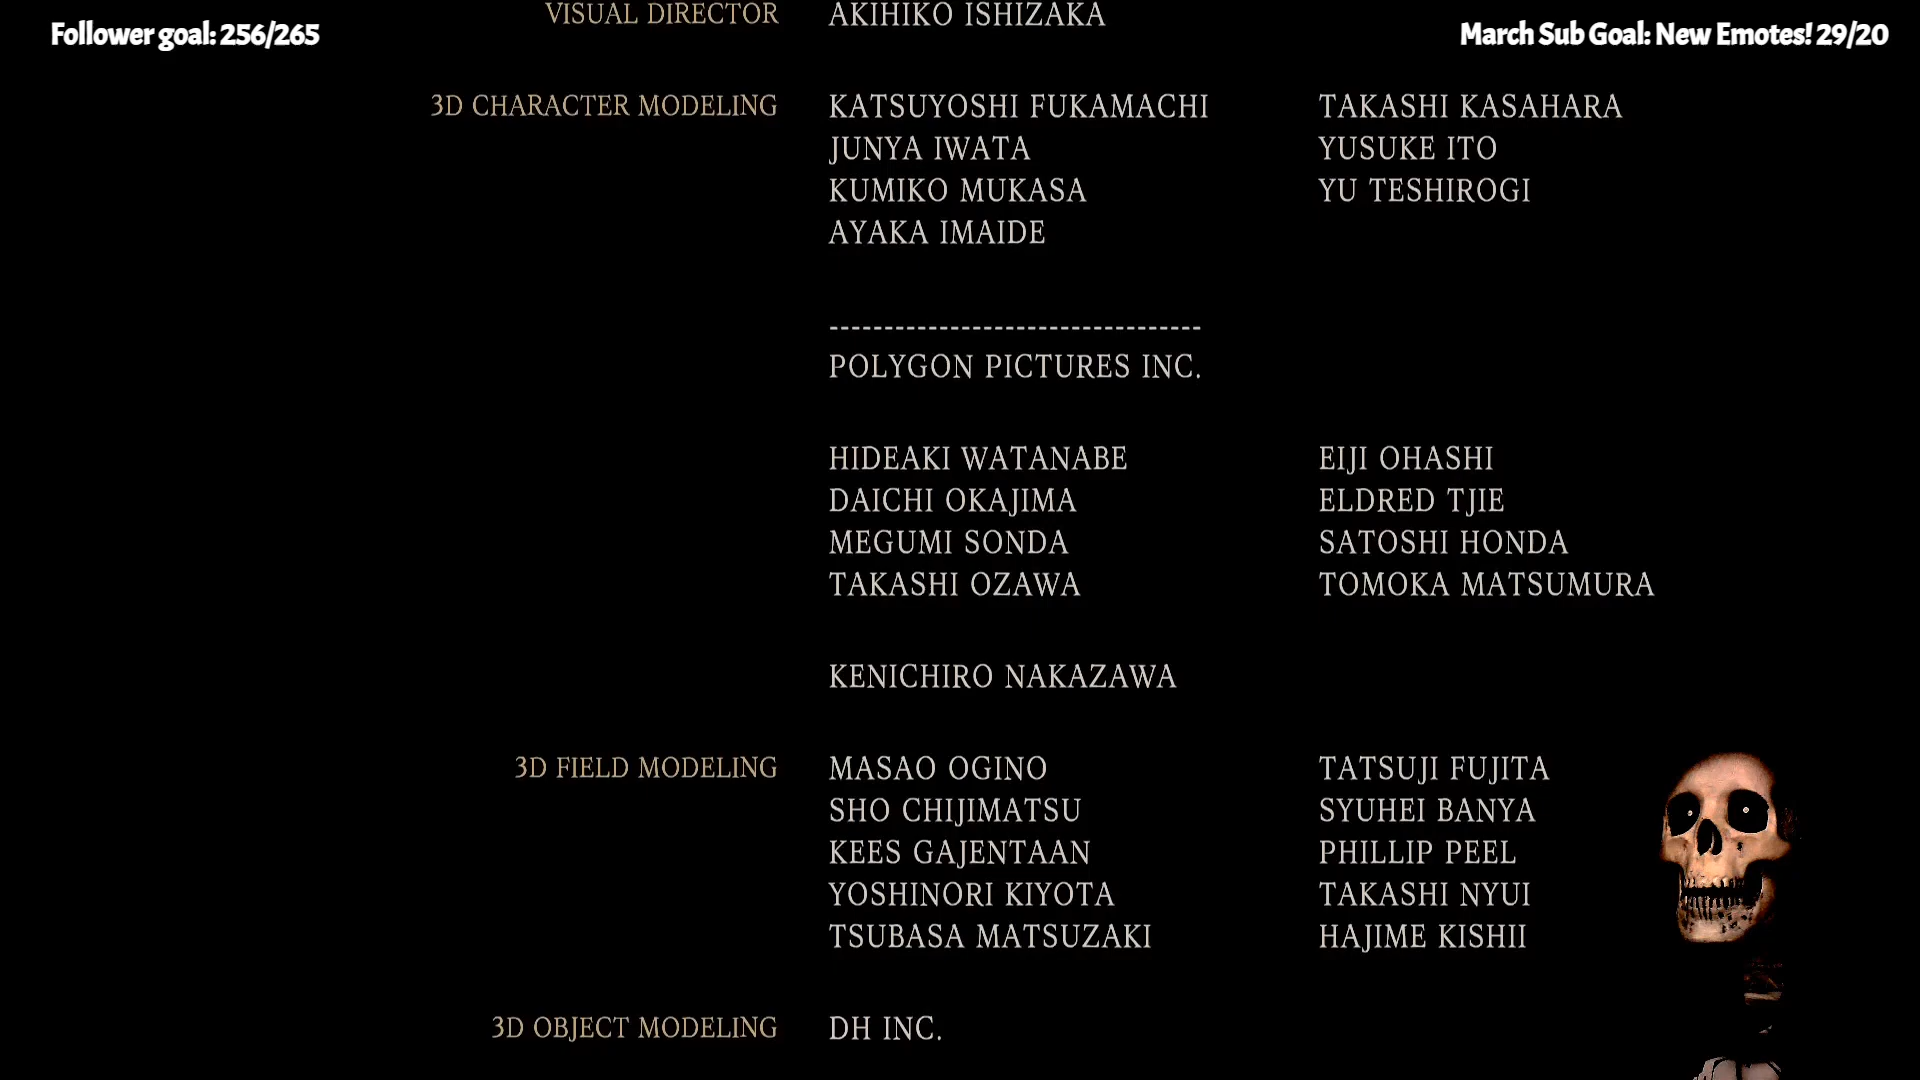 VISUAL DIRECTOR AKIHIKO ISHIZAKA
Follower goal: 256/265
March Sub Goal: New Emotes! 29/20
3D CHARACTER MODELING KATSUYOSHI FUKAMACHI TAKASHI KASAHARA
JUNYA IWATA YUSUKE ITO
KUMIKO MUKASA YU TESHIROGI
AYAKA IMAIDE
----------------------------------
POLYGON PICTURES INC.
HIDEAKI WATANABE EIJI OHASHI
DAICHI OKAJIMA ELDRED TJIE
MEGUMI SONDA SATOSHI HONDA
TAKASHI OZAWA TOMOKA MATSUMURA
KENICHIRO NAKAZAWA
3D FIELD MODELING MASAO OGINO TATSUJI FUJITA
SHO CHIJIMATSU SYUHEI BANYA
KEES GAJENTAAN PHILLIP PEEL
YOSHINORI KIYOTA TAKASHI NYUI
TSUBASA MATSUZAKI HAJIME KISHII
3D OBJECT MODELING DH INC.